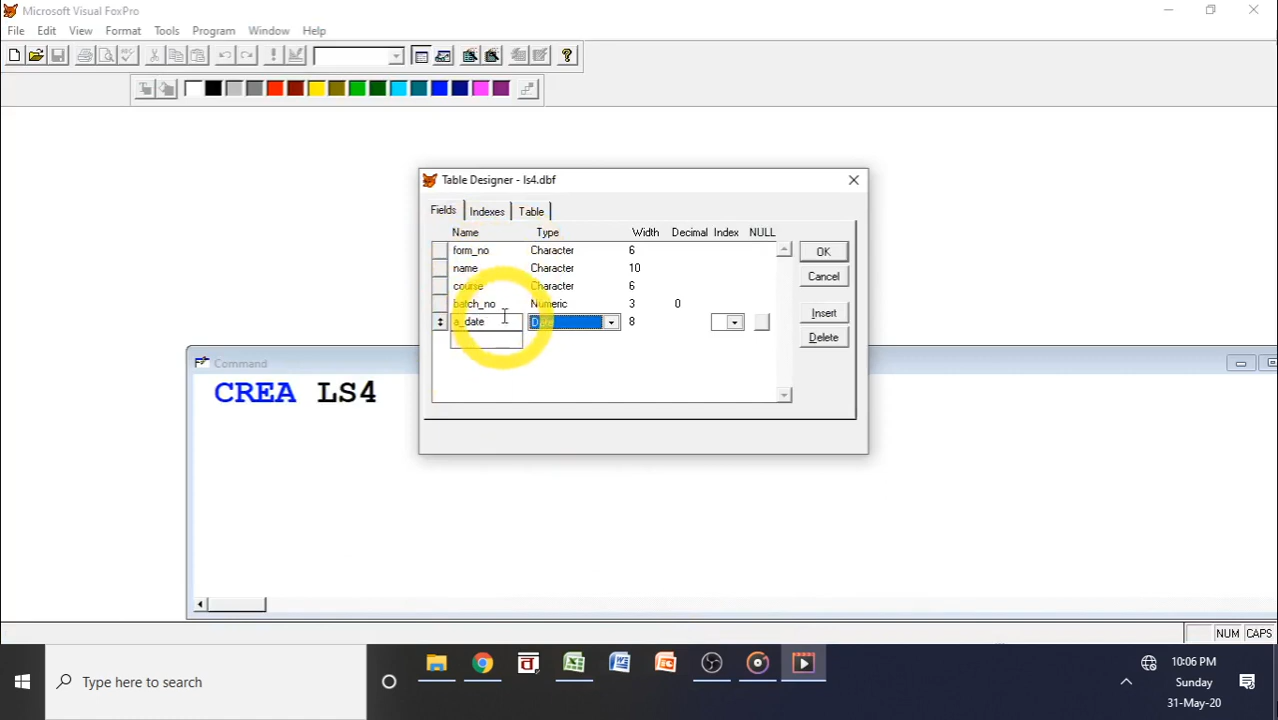 Microsoft Visual FoxPro
File Edit View Format Tools Program Window Help
Table Designer - ls4.dbf
Fields Indexes Table
Name Type Width Decimal Index NULL
form_no Character 6
name Character 10
course Character 6
batch_no Numeric 3 0
a_date Date 8
OK
Cancel
Insert
Delete
Command
CREA LS4
NUM CAPS
Type here to search
10:06 PM
Sunday
31-May-20